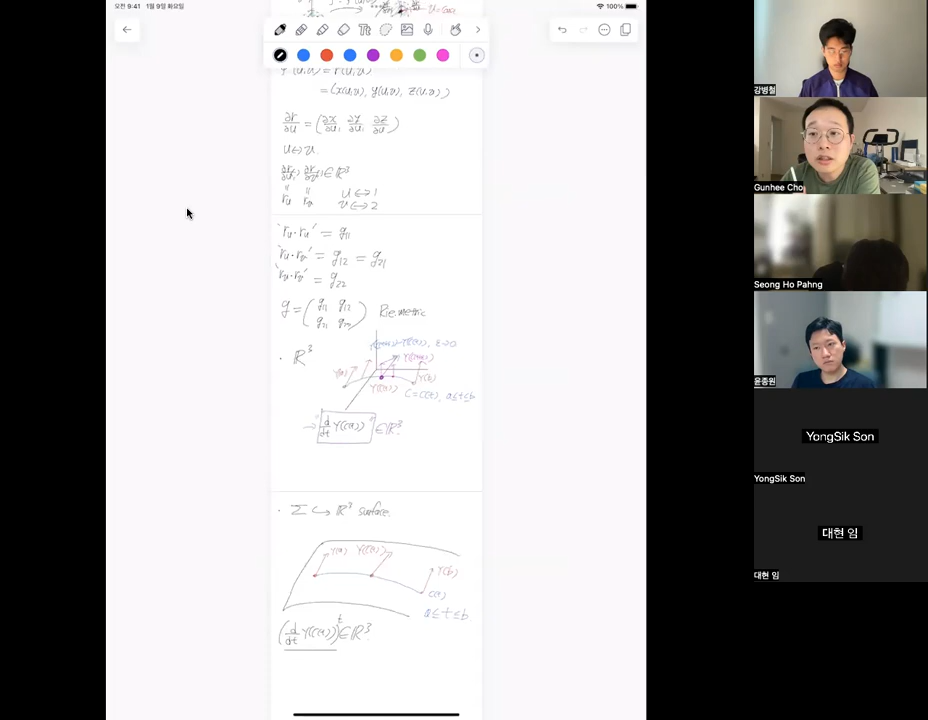 오전 9:41 1월 9일 화요일
100%
= (x(u,v), y(u,v), z(u,v))
∂r/∂u = (∂x/∂u, ∂y/∂u, ∂z/∂u)
u↔v.
∂r/∂u, ∂r/∂v ∈ ℝ³
" "
r_u r_v
u ↔ 1
v ↔ 2
'r_u · r_u' = g₁₁
'r_u · r_v' = g₁₂ = g₂₁
'r_v · r_v' = g₂₂
g = (g₁₁ g₁₂
g₂₁ g₂₂) Rie.metric
· ℝ³
Y(a)
Y(b)
C=C(t), a≤t≤b
→ "d/dt Y(C(t))" ∈ ℝ³
· Σ ↪ ℝ³ surface.
Y(a) Y(C(t))
Y(b)
C(t)
a≤t≤b
(d/dt Y(C(t)))ᵗ ∈ ℝ³
강병철
Gunhee Cho
Seong Ho Pahng
윤종원
YongSik Son
YongSik Son
대현 임
대현 임